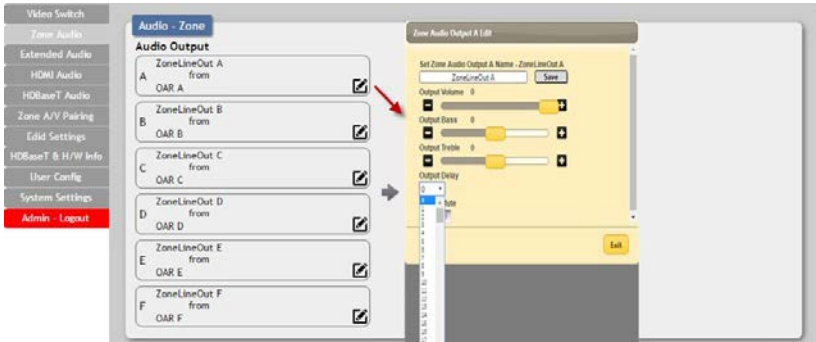 Video Switch
Zone Audio
Extended Audio
HDMI Audio
HDBaseT Audio
Zone A/V Pairing
Edid Settings
HDBaseT & H/W Info
User Config
System Settings
Admin - Logout
Audio - Zone
Audio Output
ZoneLineOut A
A from
OAR A
ZoneLineOut B
B from
OAR B
ZoneLineOut C
C from
OAR C
ZoneLineOut D
D from
OAR D
ZoneLineOut E
E from
OAR E
ZoneLineOut F
F from
OAR F
Zone Audio Output A Edit
Set Zone Audio Output A Name - ZoneLineOut A
ZoneLineOut A Save
Output Volume 0
Output Bass 0
Output Treble 0
Output Delay
0
Exit